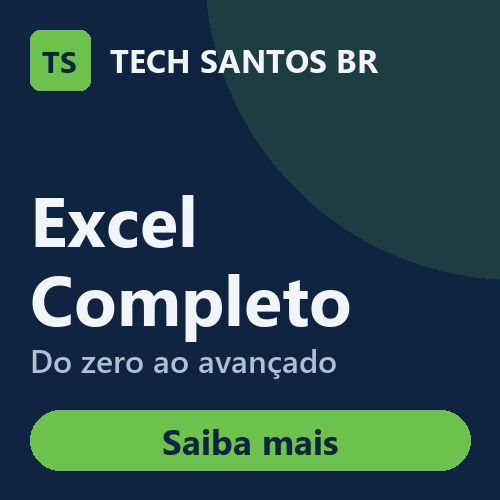 TS TECH SANTOS BR
Excel
Completo
Do zero ao avançado
Saiba mais